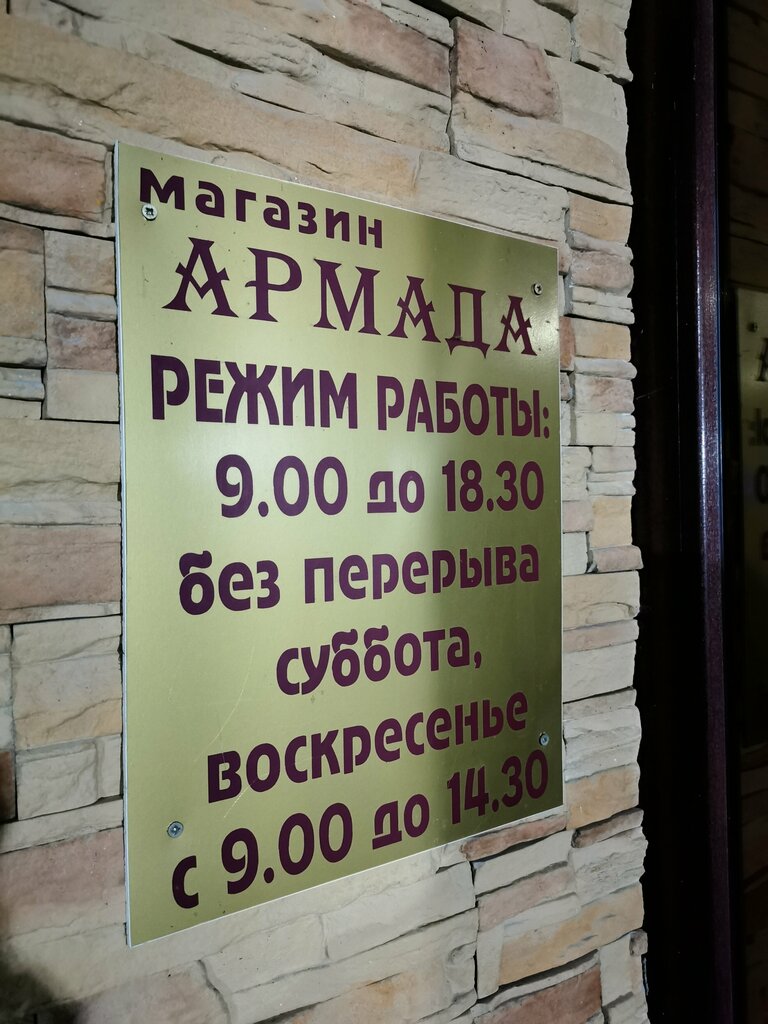 магазин
АРМАДА
РЕЖИМ РАБОТЫ:
9.00 до 18.30
без перерыва
суббота,
воскресенье
с 9.00 до 14.30